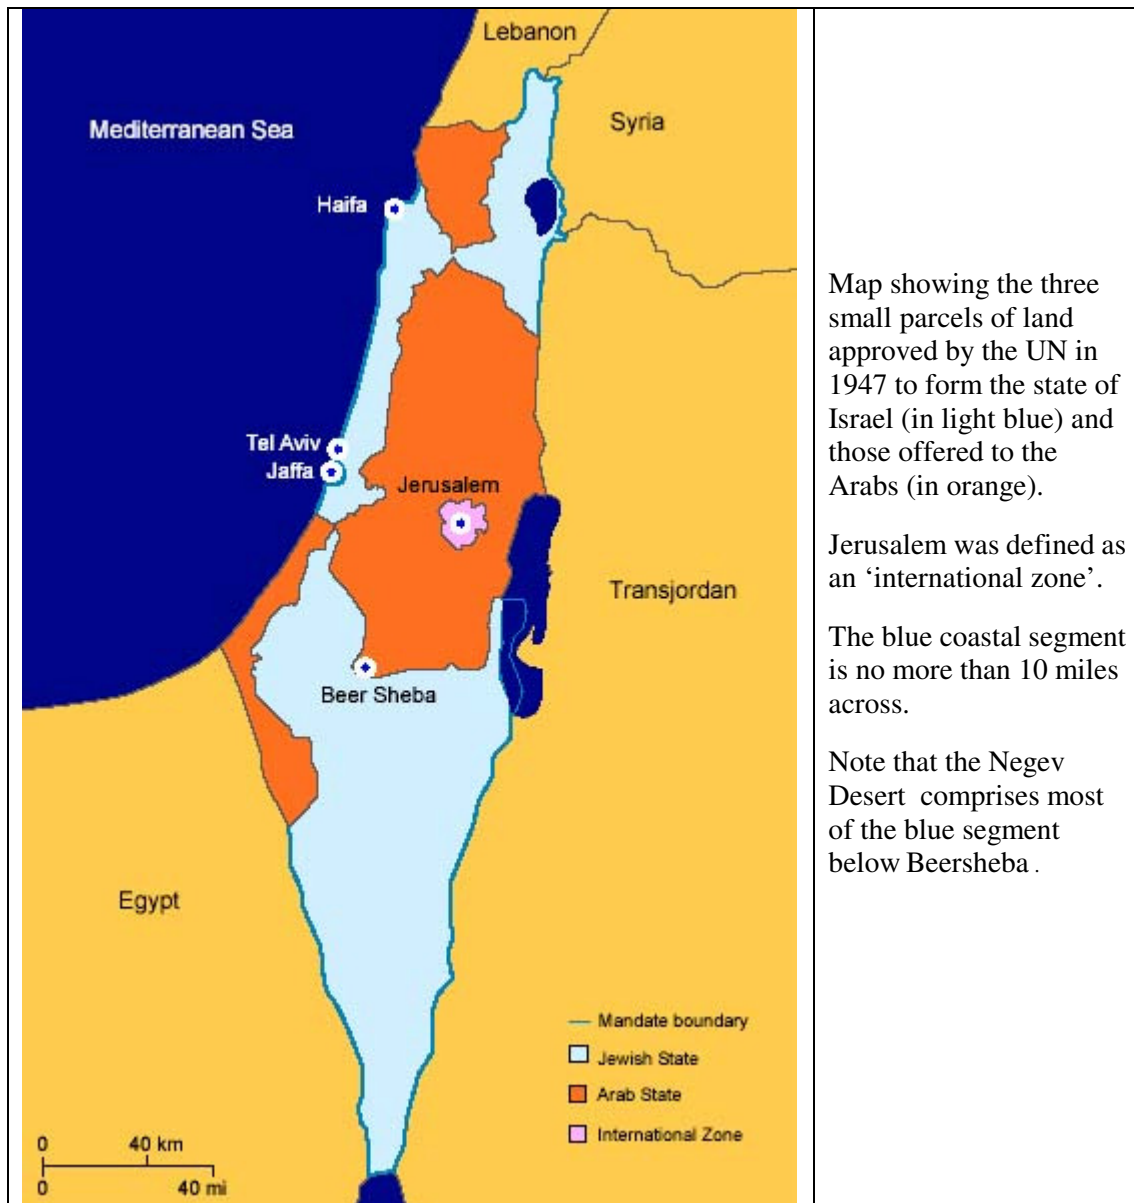 Lebanon
Mediterranean Sea
Syria
Haifa
Tel Aviv
Jaffa
Jerusalem
Transjordan
Beer Sheba
Egypt
Mandate boundary
Jewish State
Arab State
International Zone
0 40 km
0 40 mi
Map showing the three
small parcels of land
approved by the UN in
1947 to form the state of
Israel (in light blue) and
those offered to the
Arabs (in orange).
Jerusalem was defined as
an ‘international zone’.
The blue coastal segment
is no more than 10 miles
across.
Note that the Negev
Desert comprises most
of the blue segment
below Beersheba .